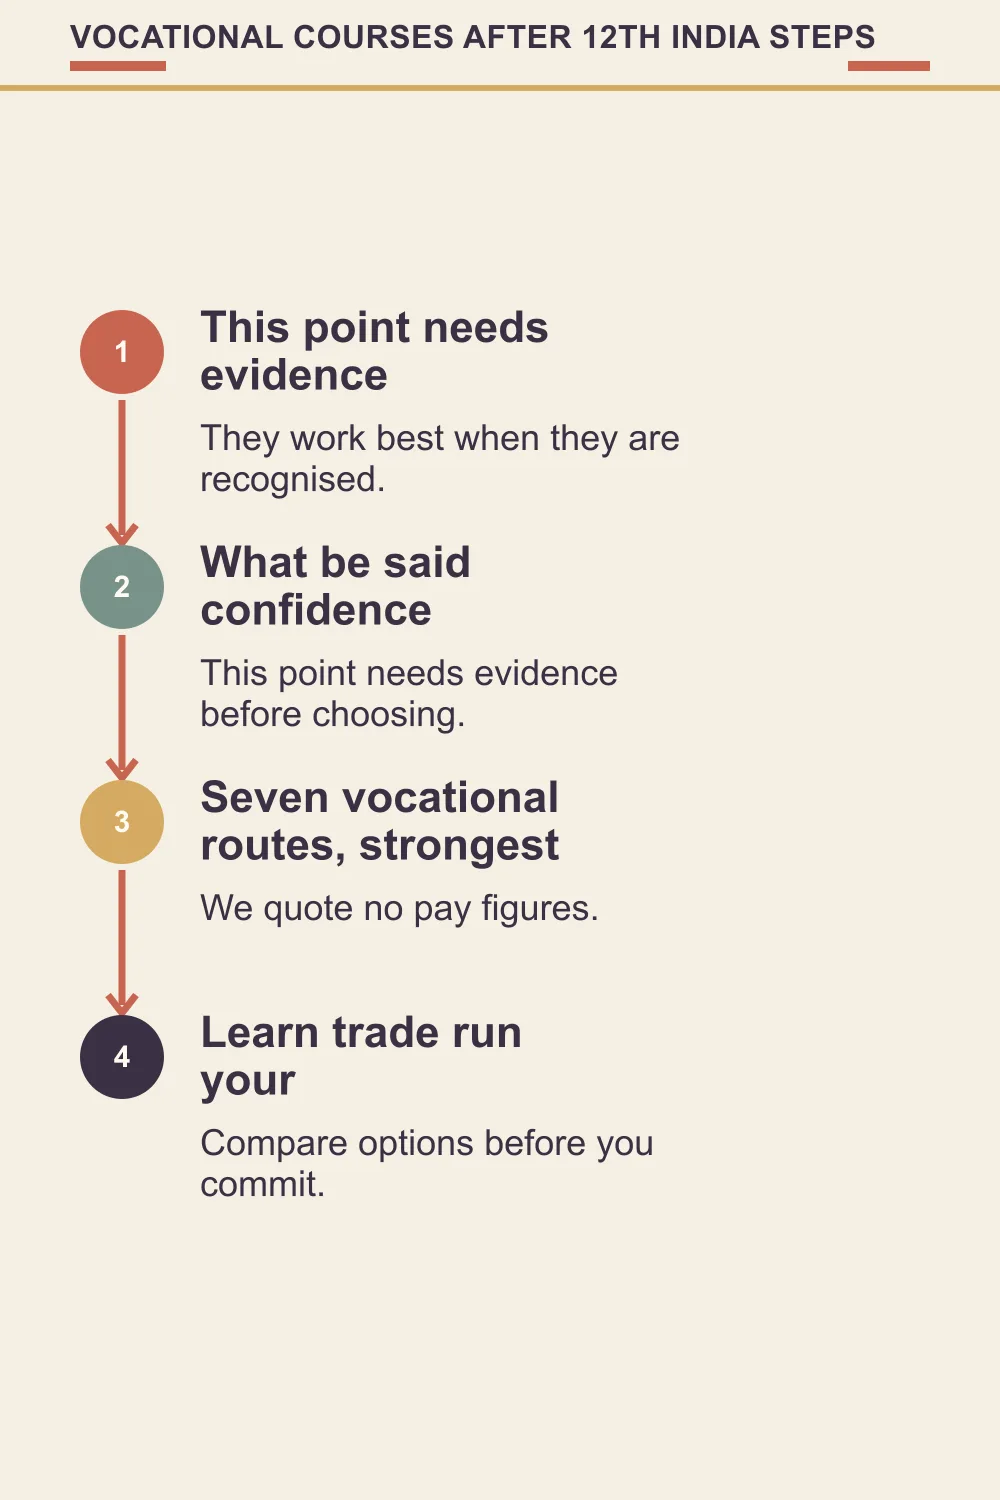 VOCATIONAL COURSES AFTER 12TH INDIA STEPS
1
This point needs
evidence
They work best when they are
recognised.
2
What be said
confidence
This point needs evidence
before choosing.
3
Seven vocational
routes, strongest
We quote no pay figures.
4
Learn trade run
your
Compare options before you
commit.